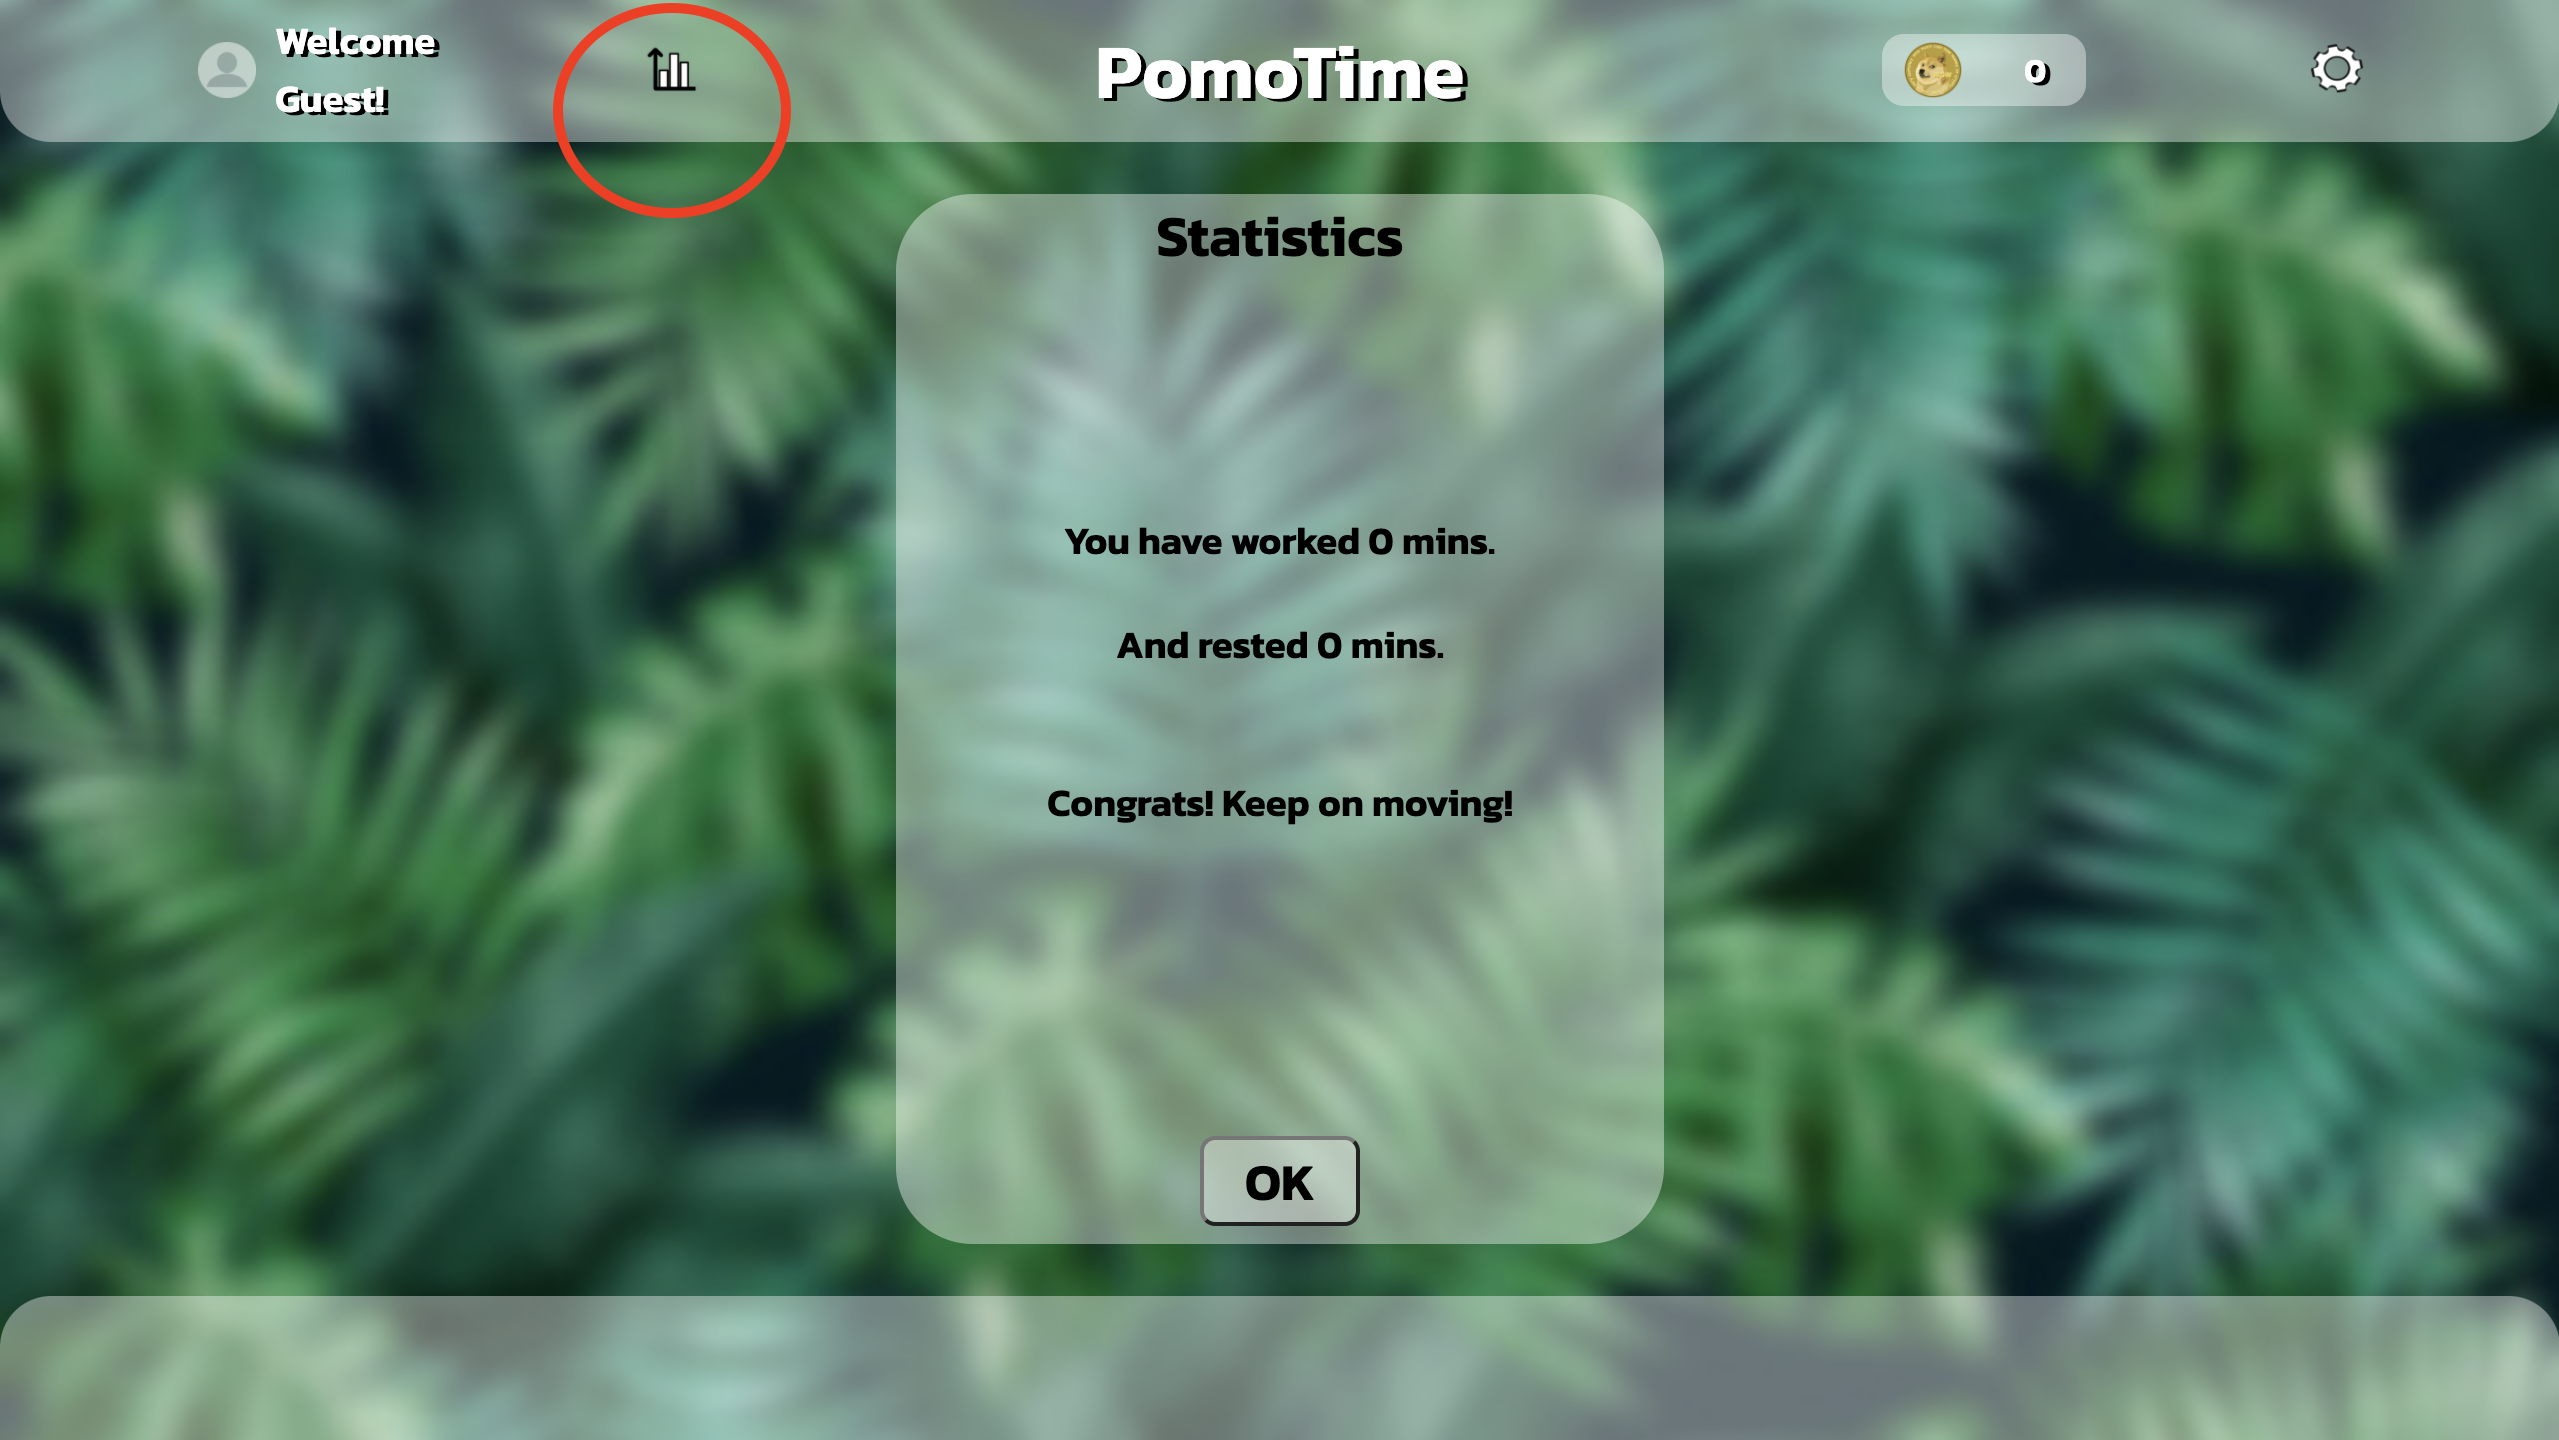 Welcome
Guest!
PomoTime
0
Statistics
You have worked 0 mins.
And rested 0 mins.
Congrats! Keep on moving!
OK